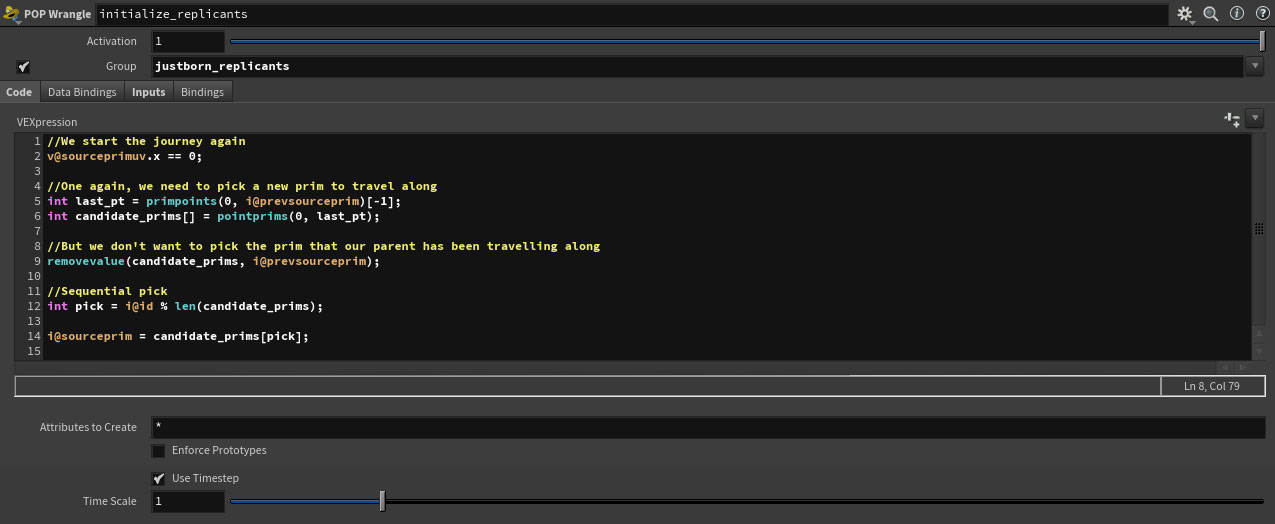 POP Wrangle initialize_replicants
Activation 1
Group justborn_replicants
Code Data Bindings Inputs Bindings
VEXpression
1 //We start the journey again
2 v@sourceprimuv.x == 0;
3
4 //One again, we need to pick a new prim to travel along
5 int last_pt = primpoints(0, i@prevsourceprim)[-1];
6 int candidate_prims[] = pointprims(0, last_pt);
7
8 //But we don't want to pick the prim that our parent has been travelling along
9 removevalue(candidate_prims, i@prevsourceprim);
10
11 //Sequential pick
12 int pick = i@id % len(candidate_prims);
13
14 i@sourceprim = candidate_prims[pick];
15
Ln 8, Col 79
Attributes to Create *
Enforce Prototypes
Use Timestep
Time Scale 1